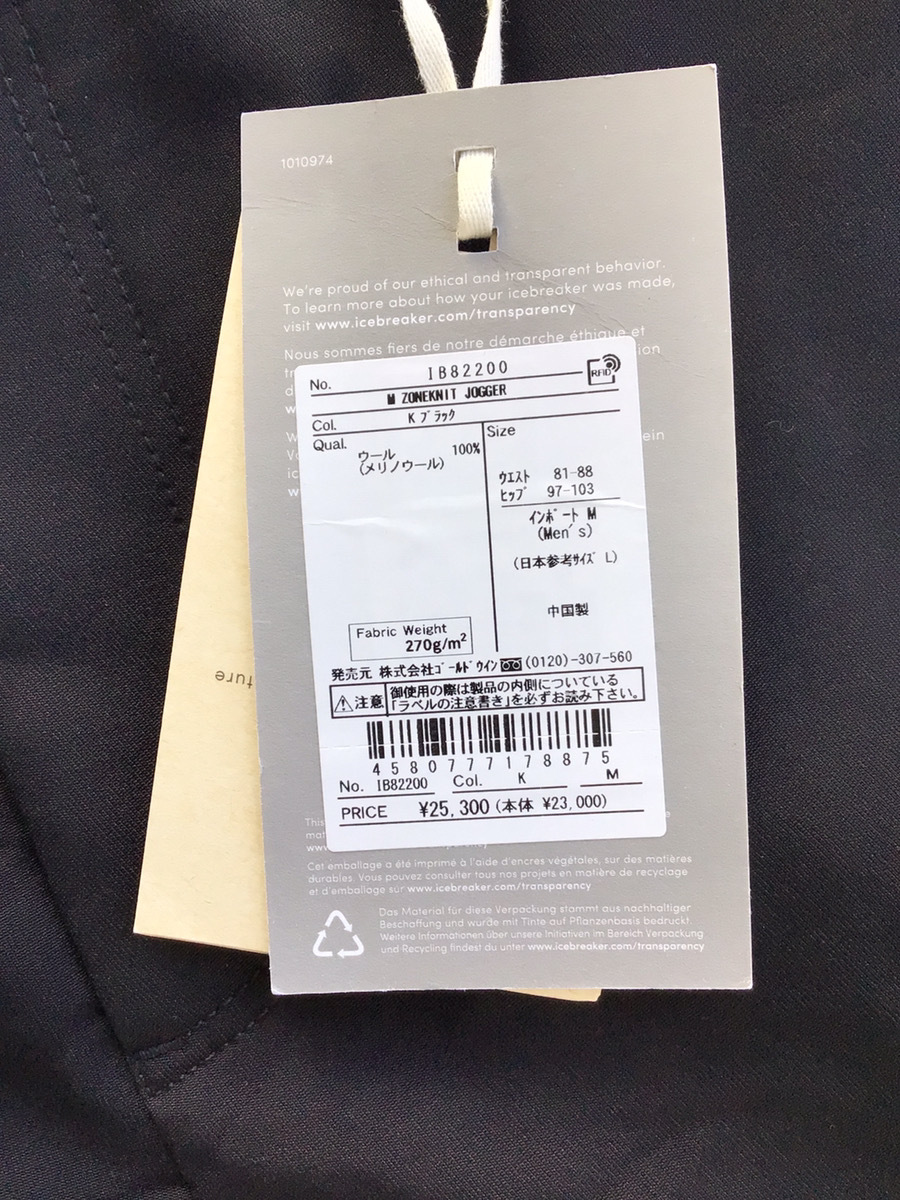 1010974
We're proud of our ethical and transparent behavior.
To learn more about how your icebreaker was made,
visit www.icebreaker.com/transparency
Nous sommes fiers de notre démarche éthique et
No. IB82200
RFID
M ZONEKNIT JOGGER
Col. K ブラック
Qual.
ウール 100%
(メリノウール)
Size
ウエスト 81-88
ヒップ 97-103
インポート M
(Men's)
(日本参考サイズ L)
中国製
Fabric Weight
270g/m²
発売元 株式会社ゴールドウイン (0120)-307-560
注意 御使用の際は製品の内側についている
「ラベルの注意書き」を必ずお読み下さい。
4580777178875
No. IB82200 Col. K M
PRICE ¥25,300 (本体 ¥23,000)
This
Cet emballage a été imprimé à l'aide d'encres végétales, sur des matières
durables. Vous pouvez consulter tous nos projets en matière de recyclage
et d'emballage sur www.icebreaker.com/transparency
Das Material für diese Verpackung stammt aus nachhaltiger
Beschaffung und wurde mit Tinte auf Pflanzenbasis bedruckt.
Weitere Informationen über unsere Initiativen im Bereich Verpackung
und Recycling findest du unter www.icebreaker.com/transparency